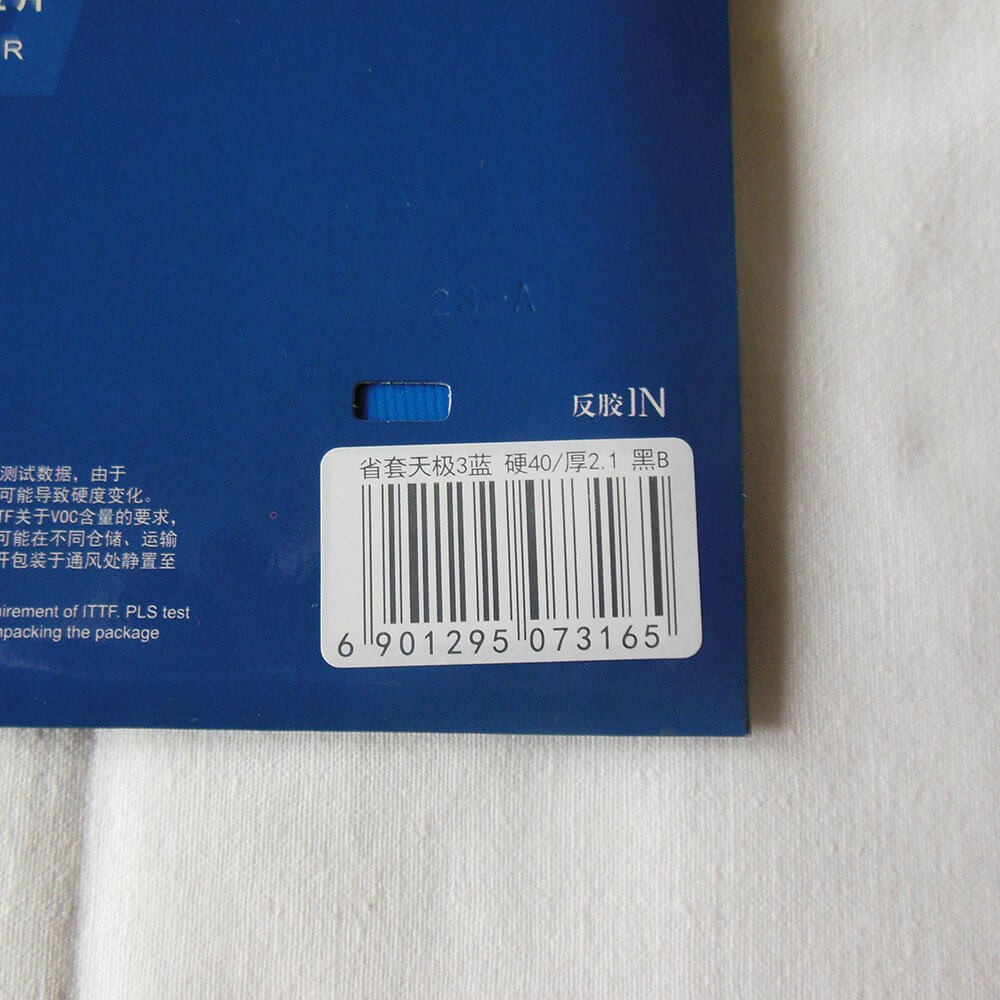 R
23-A
反胶IN
省套天极3蓝 硬40/厚2.1 黑B
6 901295 073165
测试数据，由于
可能导致硬度变化。
TF关于VOC含量的要求，
可能在不同仓储、运输
开包装于通风处静置至
uirement of ITTF. PLS test
npacking the package